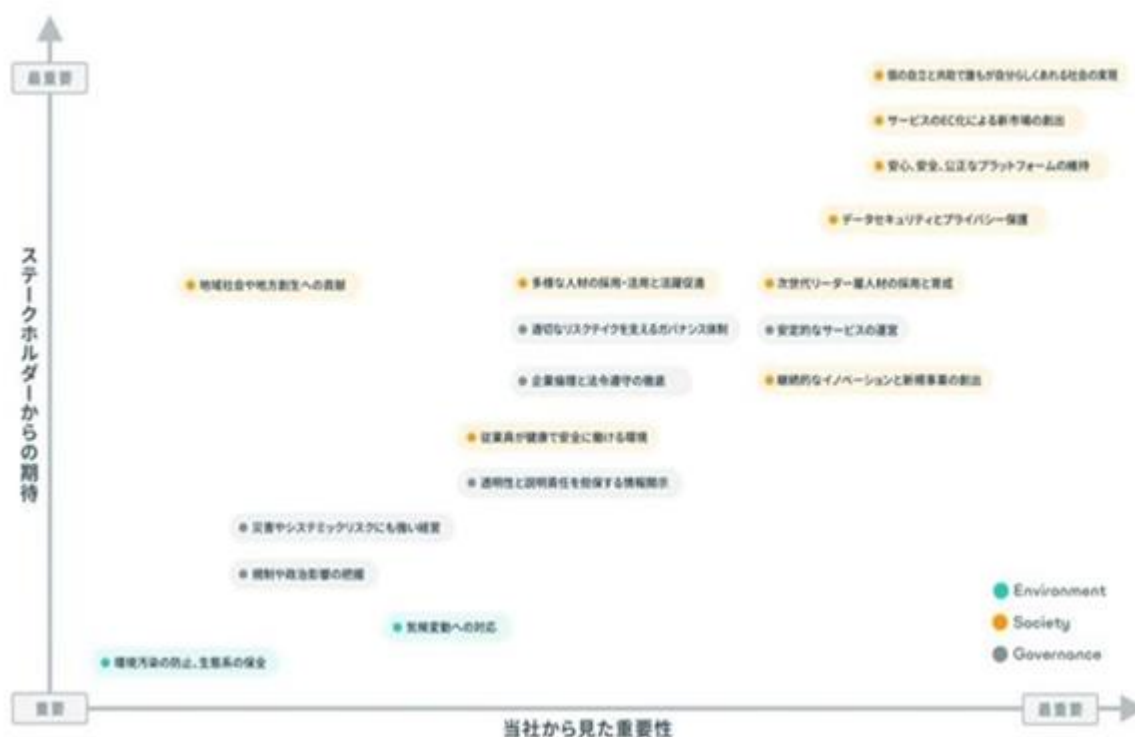 最重要
個の自立と共助で誰もが自分らしくあれる社会の実現
サービスのEC化による新市場の創出
安心、安全、公正なプラットフォームの維持
データセキュリティとプライバシー保護
地域社会や地方創生への貢献
多様な人材の採用・活用と活躍促進
次世代リーダー層人材の採用と育成
適切なリスクテイクを支えるガバナンス体制
安定的なサービスの運営
企業倫理と法令遵守の徹底
継続的なイノベーションと新規事業の創出
従業員が健康で安全に働ける環境
透明性と説明責任を担保する情報開示
災害やシステミックリスクにも強い経営
規制や政治影響の把握
気候変動への対応
環境汚染の防止、生態系の保全
ステークホルダーからの期待
Environment
Society
Governance
重要
最重要
当社から見た重要性